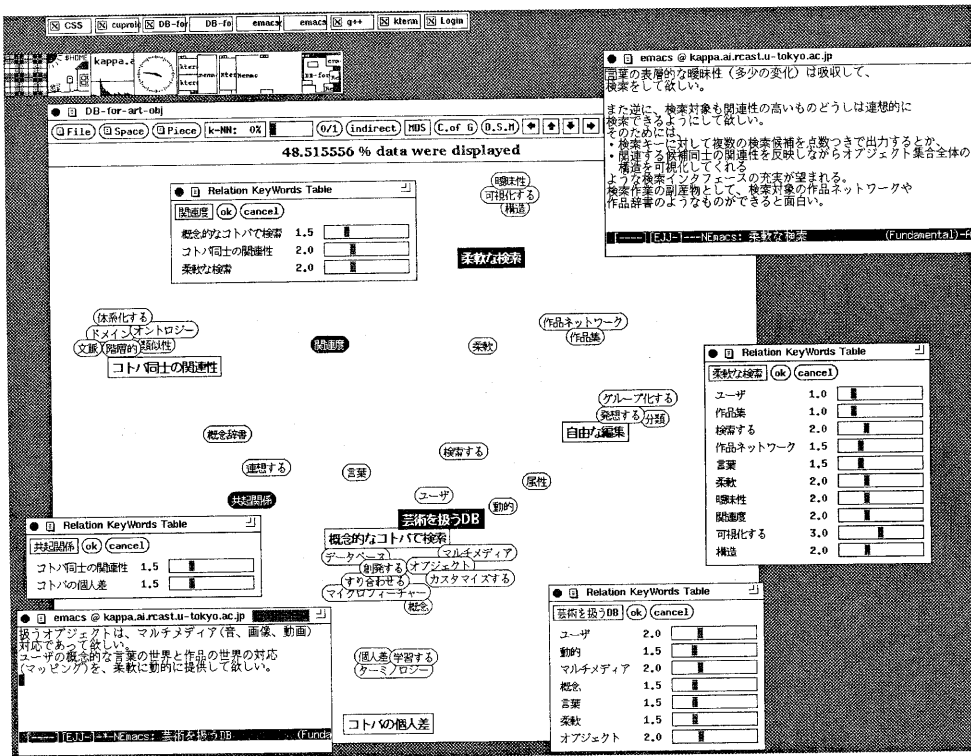 CSS
DB-for
DB-fo
emacs
emacs
g++
kterm
Login
kappa.a
DB-for-art-obj
File Space Piece k-NN: 0% 0/1 indirect MDS C.of G D.S.M
48.515556 % data were displayed
Relation KeyWords Table
関連度 ok cancel
概念的なコトバで検索 1.5
コトバ同士の関連性 2.0
柔軟な検索 2.0
曖昧性
可視化する
構造
柔軟な検索
emacs @ kappa.ai.rcast.u-tokyo.ac.jp
言葉の表層的な曖昧性（多少の変化）は吸収して、
検索をして欲しい。
また逆に、検索対象も関連性の高いものどうしは連想的に
検索できるようにして欲しい。
そのためには、
・検索キーに対して複数の検索候補を点数つきで出力するとか、
・関連する候補同士の関連性を反映しながらオブジェクト集合全体の
構造を可視化してくれる
ような検索インタフェースの充実が望まれる。
検索作業の副産物として、検索対象の作品ネットワークや
作品辞書のようなものができると面白い。
[----][EJJ-]---NEmacs: 柔軟な検索 (Fundamental)-A
体系化する
ドメイン オントロジー
文脈 階層的 類似性
コトバ同士の関連性
関連度
柔軟
作品ネットワーク
作品集
グループ化する
発想する 分類
自由な編集
概念辞書
検索する
連想する
言葉
属性
共起関係
ユーザ
動的
芸術を扱うDB
概念的なコトバで検索
データベース マルチメディア
創発する オブジェクト
すり合わせる カスタマイズする
マイクロフィーチャー
概念
個人差 学習する
ターミノロジー
コトバの個人差
Relation KeyWords Table
柔軟な検索 ok cancel
ユーザ 1.0
作品集 1.0
検索する 2.0
作品ネットワーク 1.5
言葉 1.5
柔軟 2.0
曖昧性 2.0
関連度 2.0
可視化する 3.0
構造 2.0
Relation KeyWords Table
共起関係 ok cancel
コトバ同士の関連性 1.5
コトバの個人差 1.5
emacs @ kappa.ai.rcast.u-tokyo.ac.jp
扱うオブジェクトは、マルチメディア(音、画像、動画)
対応であって欲しい。
ユーザの概念的な言葉の世界と作品の世界の対応
(マッピング)を、柔軟に動的に提供して欲しい。
[----][EJJ-]-*-NEmacs: 芸術を扱うDB (Funda
Relation KeyWords Table
芸術を扱うDB ok cancel
ユーザ 2.0
動的 1.5
マルチメディア 2.0
概念 1.5
言葉 1.5
柔軟 1.5
オブジェクト 2.0